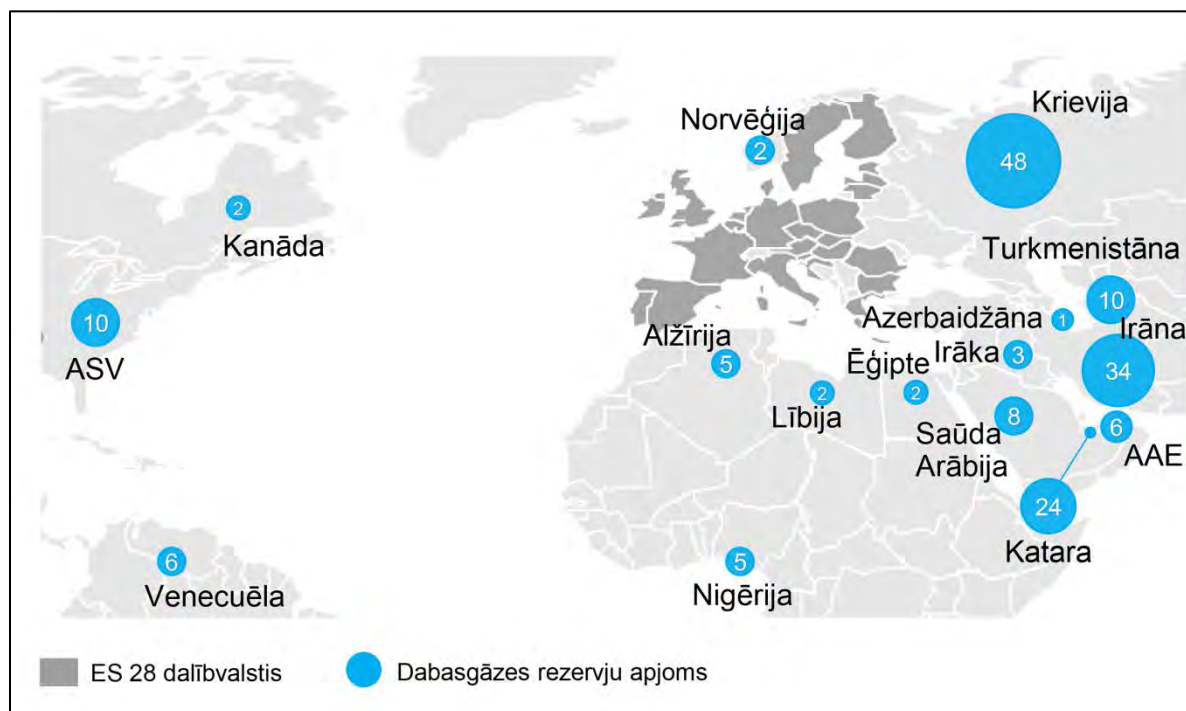 Norvēģija
2
Krievija
48
2
Kanāda
Turkmenistāna
10
10
ASV
Azerbaidžāna
1
Irāna
Alžīrija
5
Ēģipte
2
Irāka
3
34
2
Lībija
8
Saūda
Arābija
6
AAE
24
Katara
6
Venecuēla
5
Nigērija
ES 28 dalībvalstis
Dabasgāzes rezervju apjoms